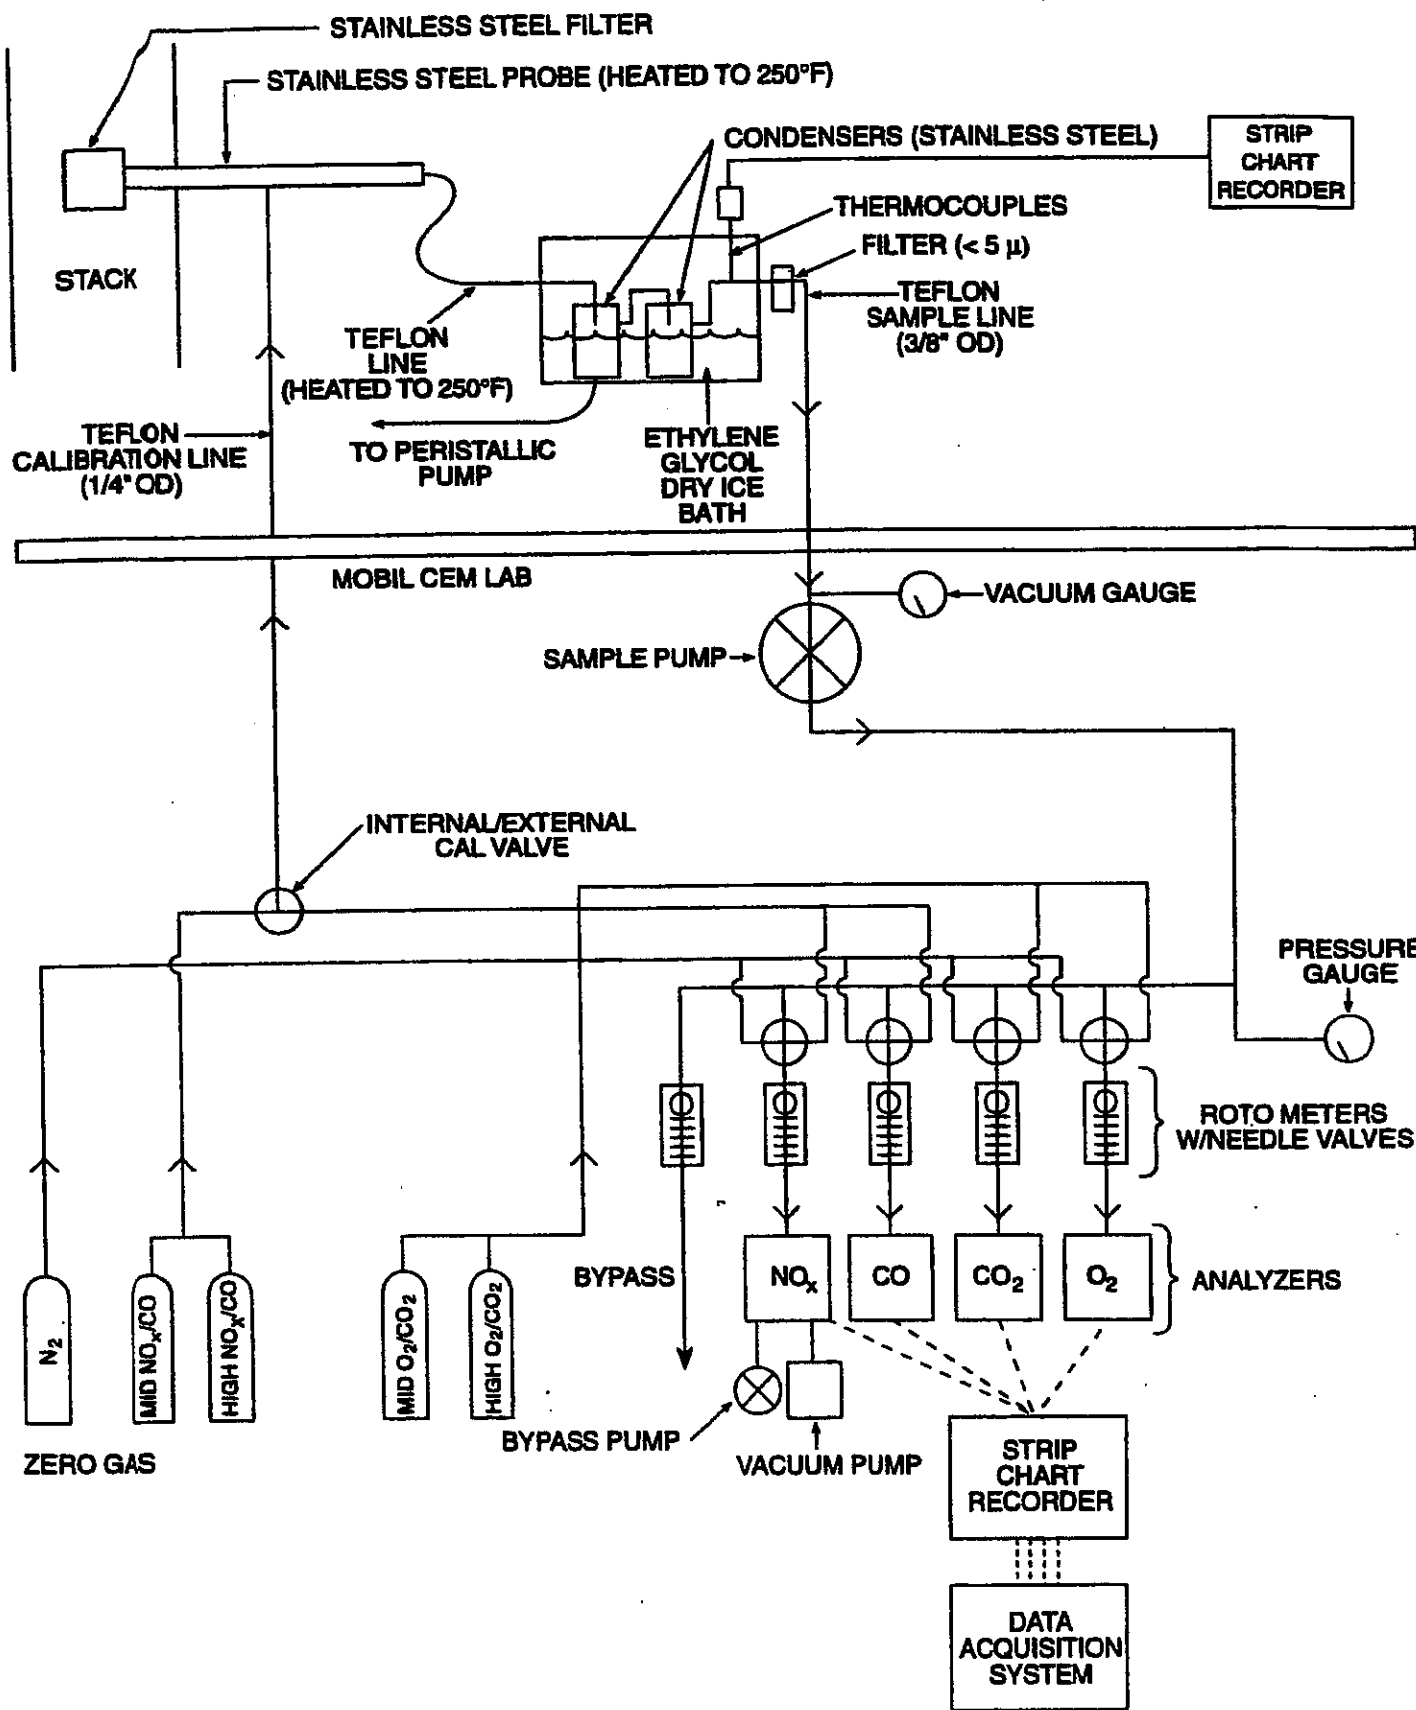 STAINLESS STEEL FILTER
STAINLESS STEEL PROBE (HEATED TO 250°F)
CONDENSERS (STAINLESS STEEL)
STRIP
CHART
RECORDER
THERMOCOUPLES
FILTER (< 5 μ)
STACK
TEFLON
SAMPLE LINE
(3/8" OD)
TEFLON
LINE
(HEATED TO 250°F)
TEFLON
CALIBRATION LINE
(1/4" OD)
TO PERISTALLIC
PUMP
ETHYLENE
GLYCOL
DRY ICE
BATH
MOBIL CEM LAB
VACUUM GAUGE
SAMPLE PUMP
INTERNAL/EXTERNAL
CAL VALVE
PRESSURE
GAUGE
ROTO METERS
W/NEEDLE VALVES
BYPASS
NOx
CO
CO2
O2
ANALYZERS
N2
MID NOx/CO
HIGH NOx/CO
MID O2/CO2
HIGH O2/CO2
ZERO GAS
BYPASS PUMP
VACUUM PUMP
STRIP
CHART
RECORDER
DATA
ACQUISITION
SYSTEM